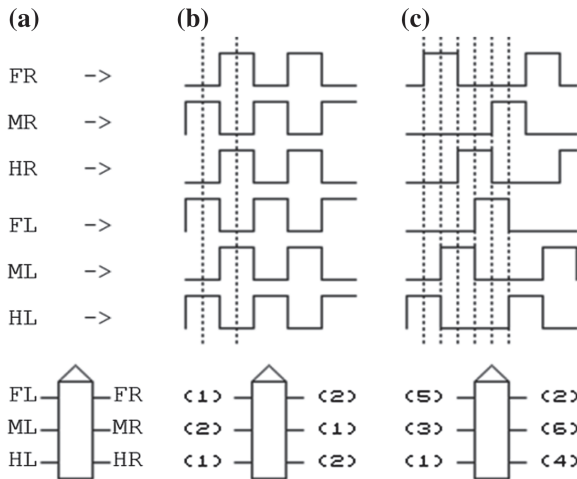 (a) (b) (c)
FR ->
MR ->
HR ->
FL ->
ML ->
HL ->
FL FR (1) (2) (5) (2)
ML MR (2) (1) (3) (6)
HL HR (1) (2) (1) (4)